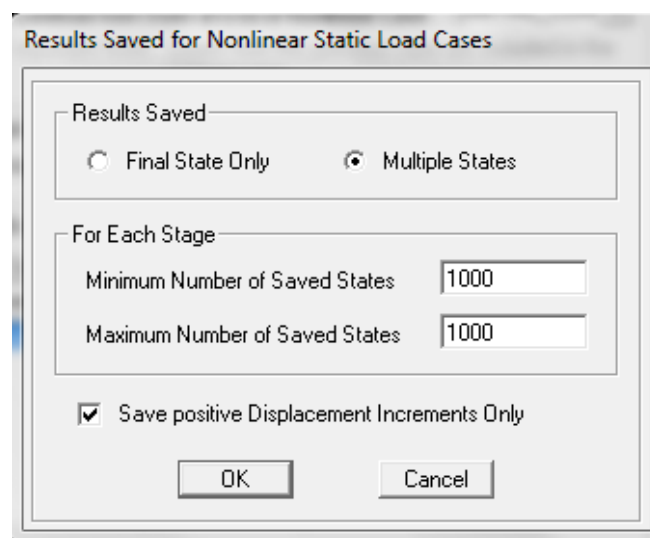 Results Saved for Nonlinear Static Load Cases
Results Saved
Final State Only
Multiple States
For Each Stage
Minimum Number of Saved States
1000
Maximum Number of Saved States
1000
Save positive Displacement Increments Only
OK
Cancel